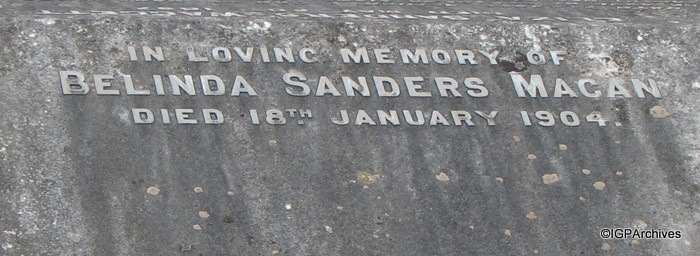 IN LOVING MEMORY OF
BELINDA SANDERS MACAN
DIED 18TH JANUARY 1904.
©IGPArchives